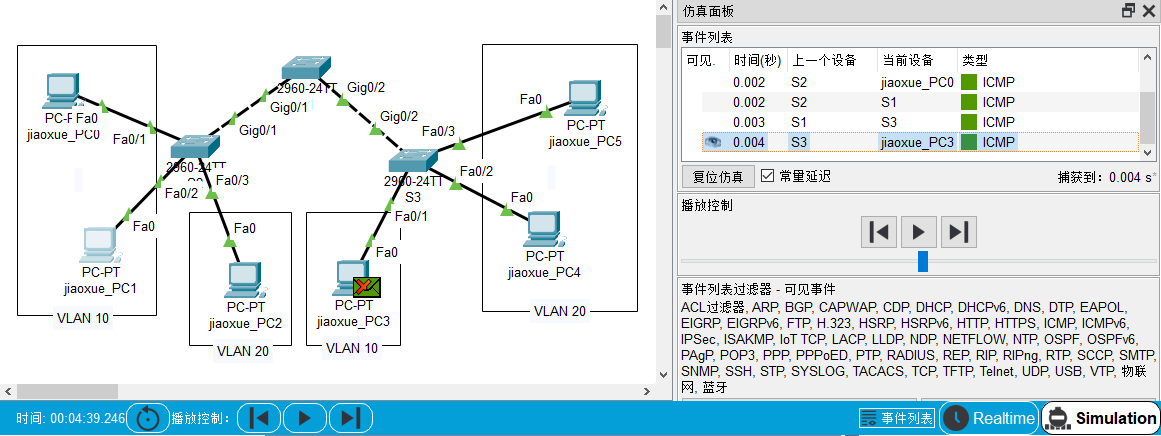 2960-24TT
Gig0/2
Gig0/1
Gig0/1
Gig0/2
PC-F
Fa0
jiaoxue_PC0
Fa0/1
Fa0
PC-PT
jiaoxue_PC5
Fa0/3
2960-24TT
Fa0/3
Fa0/2
2960-24TT
S3
Fa0/2
Fa0
Fa0
PC-PT
jiaoxue_PC1
VLAN 10
Fa0
PC-PT
jiaoxue_PC2
VLAN 20
Fa0/1
Fa0
PC-PT
jiaoxue_PC3
VLAN 10
PC-PT
jiaoxue_PC4
VLAN 20
仿真面板
事件列表
可见. 时间(秒) 上一个设备 当前设备 类型
0.002 S2 jiaoxue_PC0 ICMP
0.002 S2 S1 ICMP
0.003 S1 S3 ICMP
0.004 S3 jiaoxue_PC3 ICMP
复位仿真 常量延迟 捕获到：0.004 s*
播放控制
事件列表过滤器 - 可见事件
ACL过滤器, ARP, BGP, CAPWAP, CDP, DHCP, DHCPv6, DNS, DTP, EAPOL,
EIGRP, EIGRPv6, FTP, H.323, HSRP, HSRPv6, HTTP, HTTPS, ICMP, ICMPv6,
IPSec, ISAKMP, IoT TCP, LACP, LLDP, NDP, NETFLOW, NTP, OSPF, OSPFv6,
PAgP, POP3, PPP, PPPoED, PTP, RADIUS, REP, RIP, RIPng, RTP, SCCP, SMTP,
SNMP, SSH, STP, SYSLOG, TACACS, TCP, TFTP, Telnet, UDP, USB, VTP, 物联
网, 蓝牙
时间: 00:04:39.246 播放控制： 事件列表 Realtime Simulation